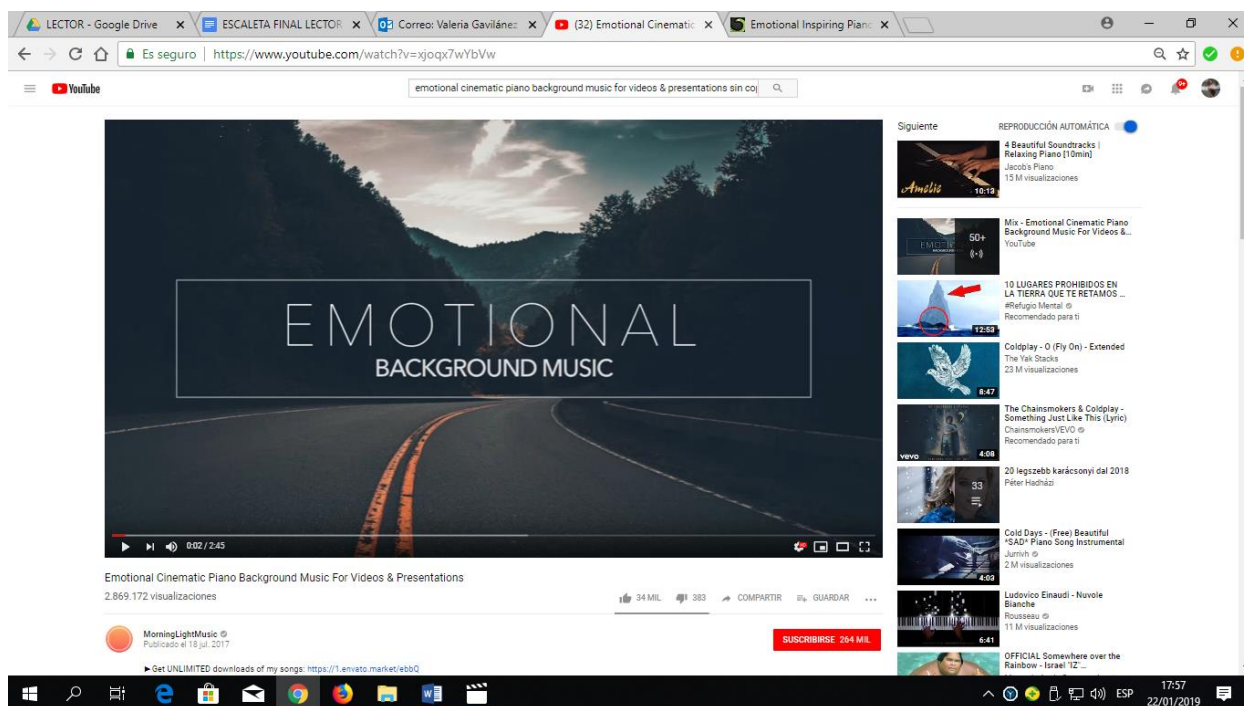 LECTOR - Google Drive
ESCALETA FINAL LECTOR
Correo: Valeria Gavilánez
(32) Emotional Cinematic
Emotional Inspiring Piano
Es seguro
https://www.youtube.com/watch?v=xjoqx7wYbVw
YouTube
emotional cinematic piano background music for videos & presentations sin cop
9+
EMOTIONAL
BACKGROUND MUSIC
0:02 / 2:45
Emotional Cinematic Piano Background Music For Videos & Presentations
2.869.172 visualizaciones
34 MIL
383
COMPARTIR
GUARDAR
MorningLightMusic
Publicado el 18 jul. 2017
SUSCRIBIRSE 264 MIL
►Get UNLIMITED downloads of my songs: https://1.envato.market/ebbQ
Siguiente
REPRODUCCIÓN AUTOMÁTICA
Amélie
10:13
4 Beautiful Soundtracks |
Relaxing Piano [10min]
Jacob's Piano
15 M visualizaciones
50+
Mix - Emotional Cinematic Piano
Background Music For Videos &...
YouTube
12:53
10 LUGARES PROHIBIDOS EN
LA TIERRA QUE TE RETAMOS ...
#Refugio Mental
Recomendado para ti
8:47
Coldplay - O (Fly On) - Extended
The Yak Stacks
23 M visualizaciones
vevo
4:08
The Chainsmokers & Coldplay -
Something Just Like This (Lyric)
ChainsmokersVEVO
Recomendado para ti
33
20 legszebb karácsonyi dal 2018
Péter Hadházi
4:03
Cold Days - (Free) Beautiful
*SAD* Piano Song Instrumental
Jurrivh
2 M visualizaciones
6:41
Ludovico Einaudi - Nuvole
Bianche
Rousseau
11 M visualizaciones
OFFICIAL Somewhere over the
Rainbow - Israel "IZ"...
ESP
17:57
22/01/2019